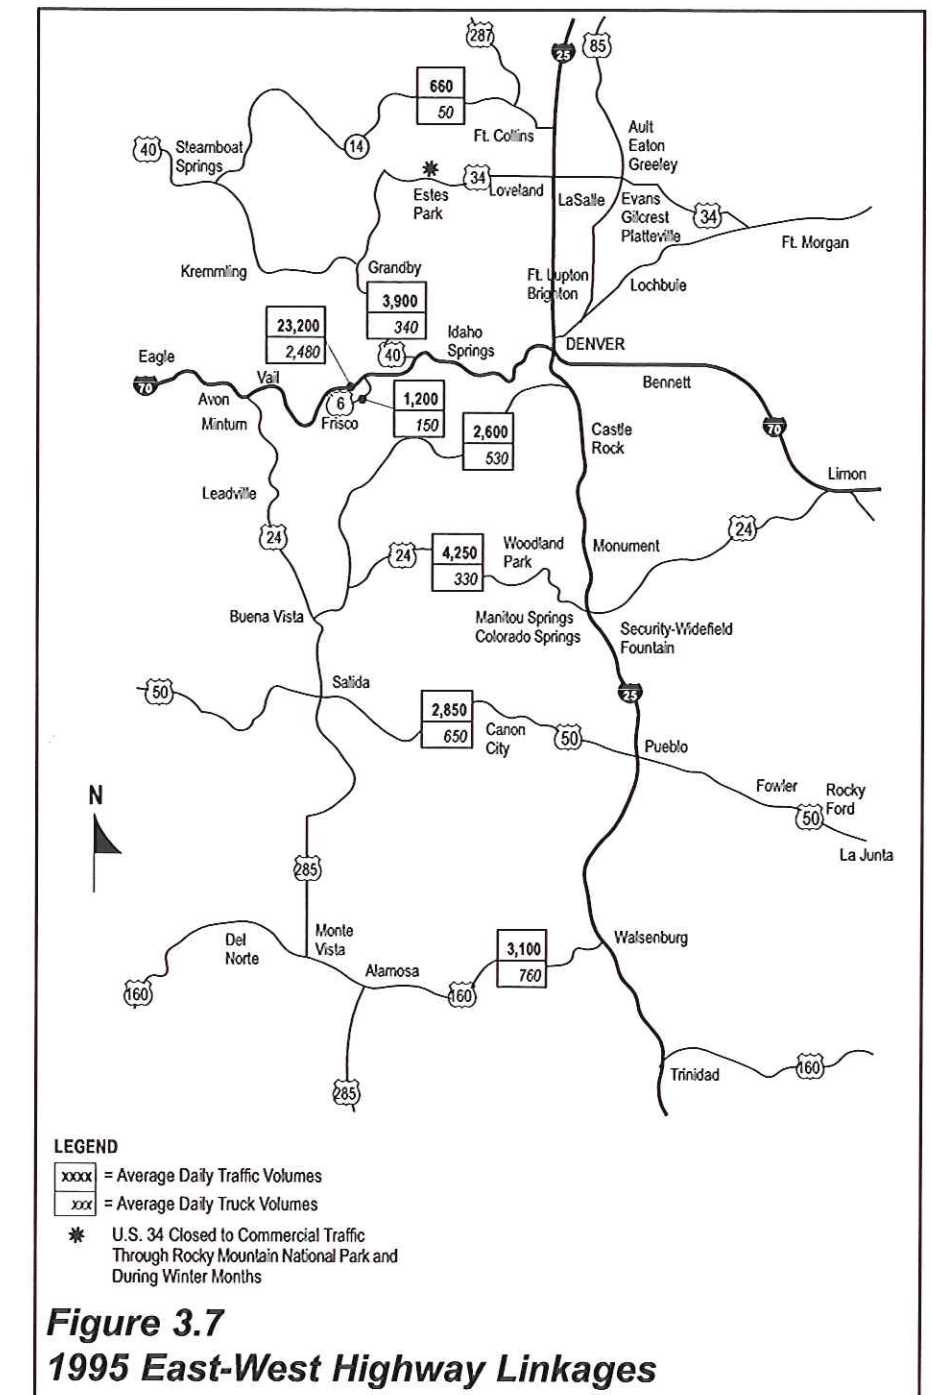 287
25
85
660
50
Ft. Collins
Ault
Eaton
Greeley
40
Steamboat
Springs
14
34
Loveland
Estes
Park
LaSalle
Evans
Gilcrest
Platteville
34
Ft. Morgan
Kremmling
Grandby
Ft. Lupton
Brighton
Lochbuie
3,900
340
23,200
2,480
40
Idaho
Springs
DENVER
Eagle
70
Vail
Avon
Minturn
6
Frisco
1,200
150
2,600
530
Bennett
70
Castle
Rock
Limon
Leadville
24
24
4,250
330
Woodland
Park
Monument
24
Buena Vista
Manitou Springs
Colorado Springs
Security-Widefield
Fountain
50
Salida
2,850
650
Canon
City
50
25
Pueblo
Fowler
Rocky
Ford
50
La Junta
N
285
Del
Norte
Monte
Vista
Alamosa
160
160
3,100
760
Walsenburg
285
Trinidad
160
LEGEND
xxxx = Average Daily Traffic Volumes
xxx = Average Daily Truck Volumes
U.S. 34 Closed to Commercial Traffic
Through Rocky Mountain National Park and
During Winter Months
Figure 3.7
1995 East-West Highway Linkages